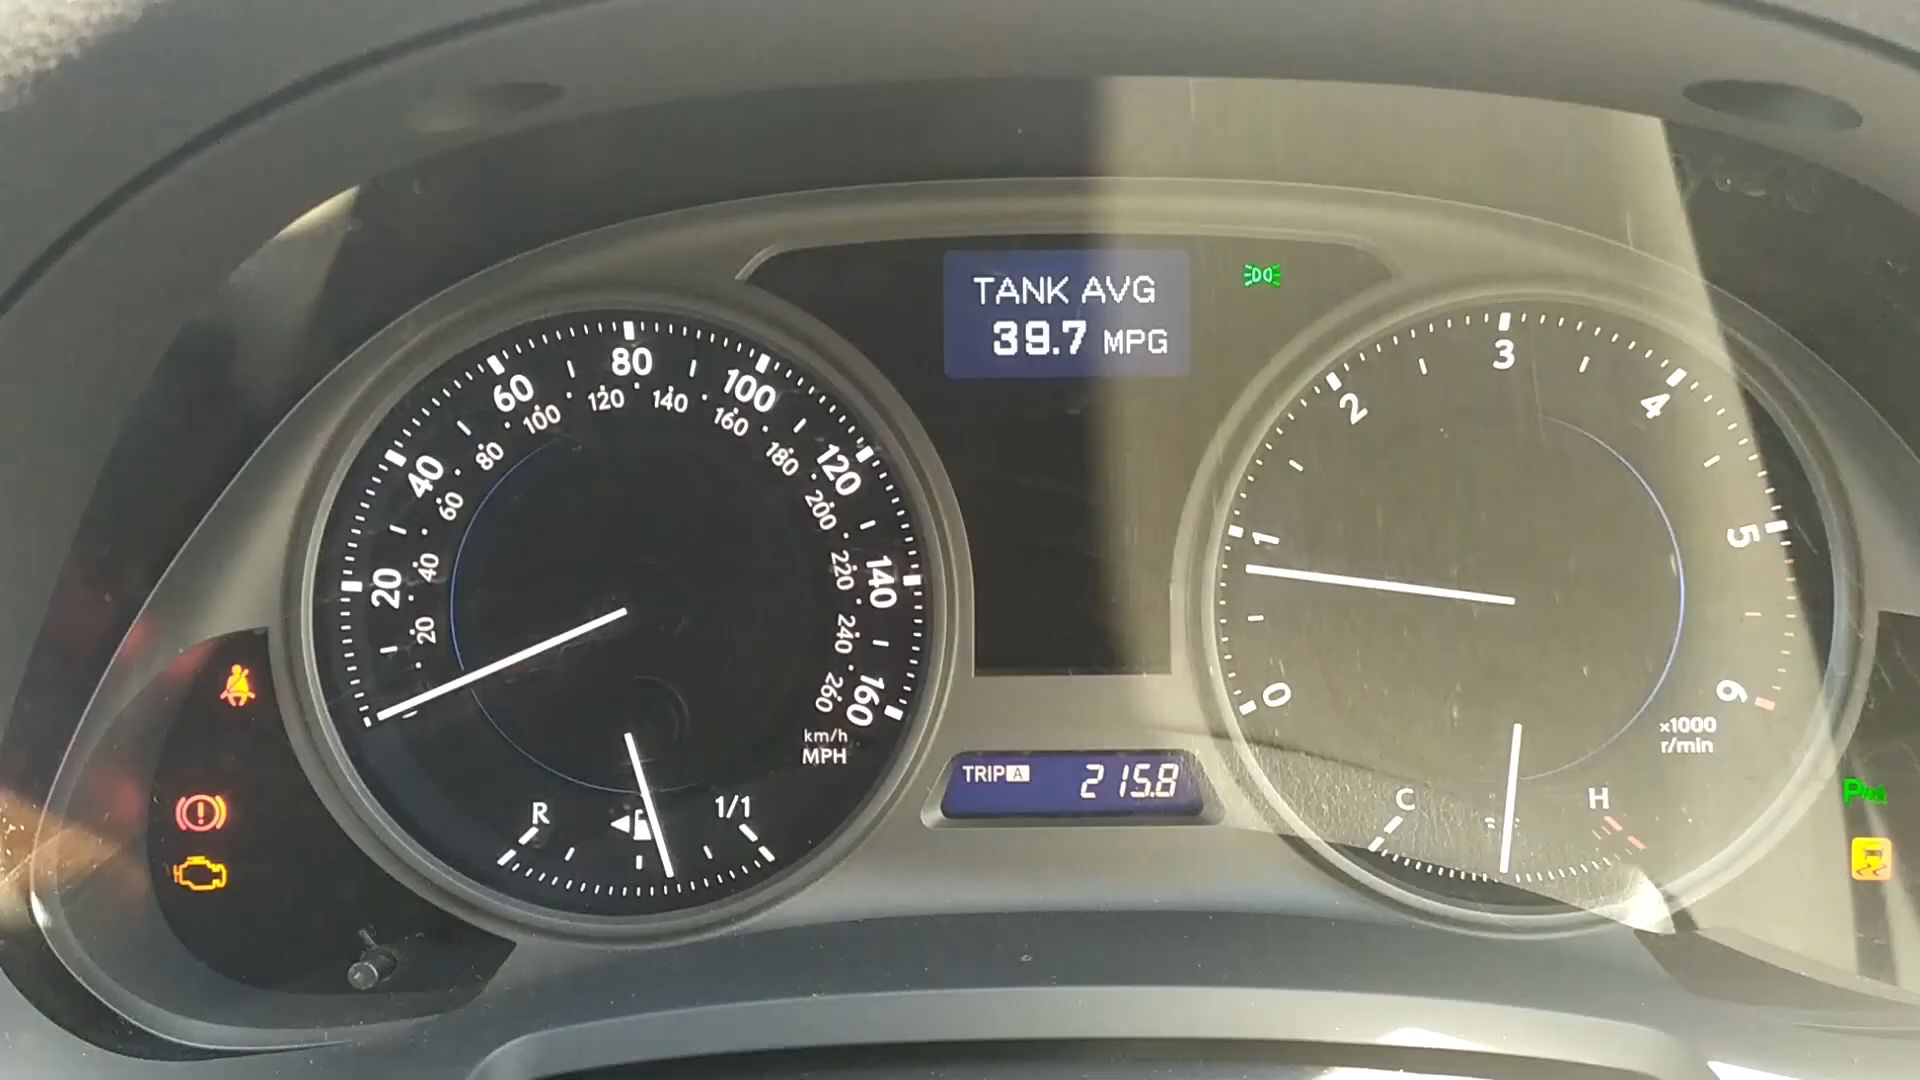 TANK AVG
39.7 MPG
20 40 60 80 100 120 140 160
20 40 60 80 100 120 140 160 180 200 220 240 260
km/h
MPH
R 1/1
TRIP A 215.8
0 1 2 3 4 5 6
×1000
r/min
C H
P